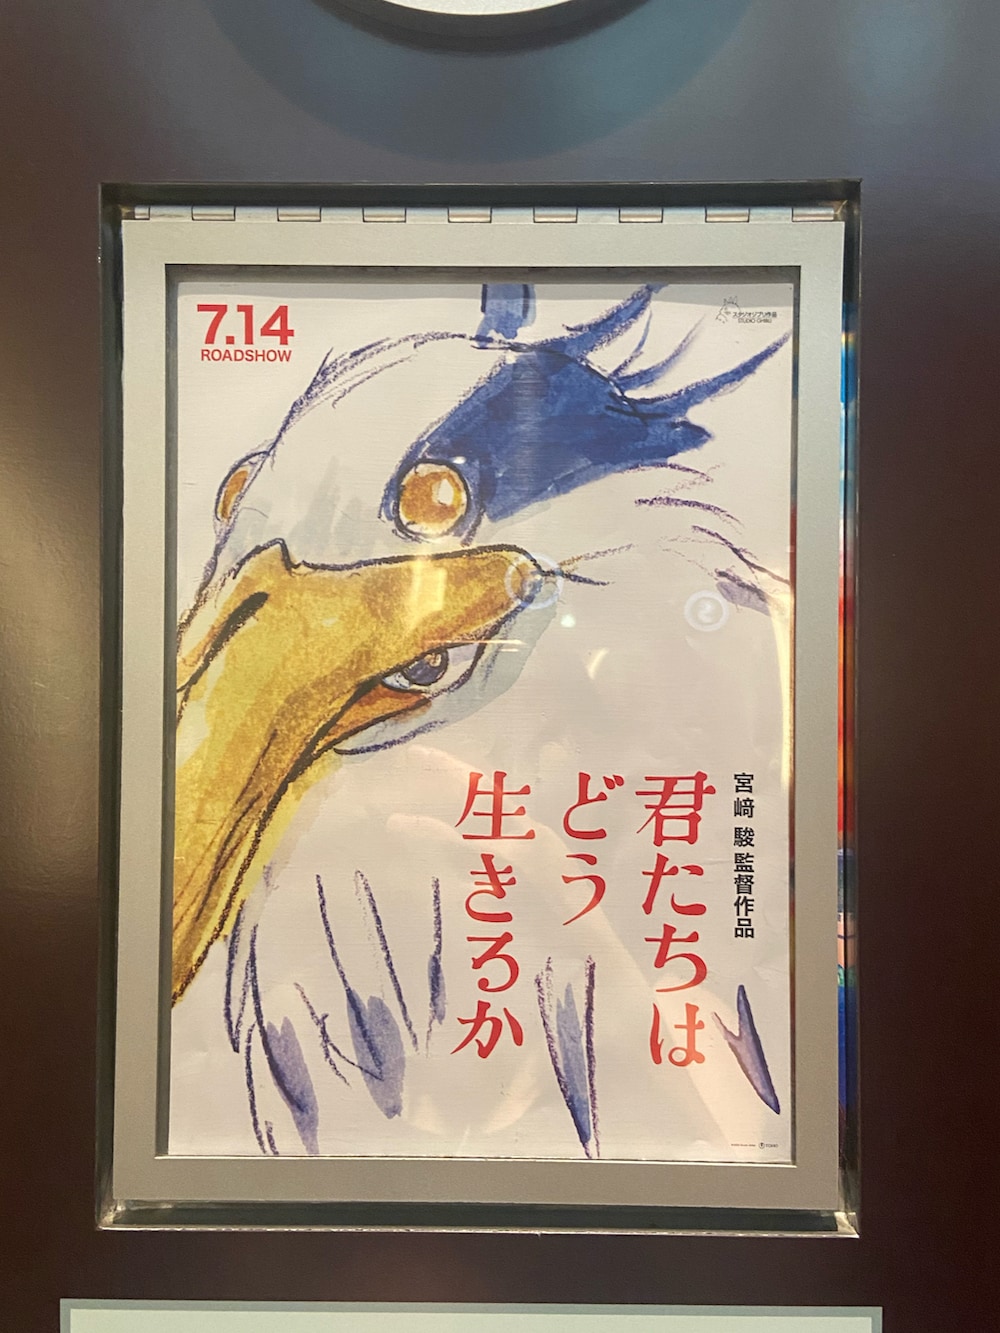 7.14
ROADSHOW
スタジオジブリ作品
STUDIO GHIBLI
宮﨑 駿監督作品
君たちは
どう
生きるか
2